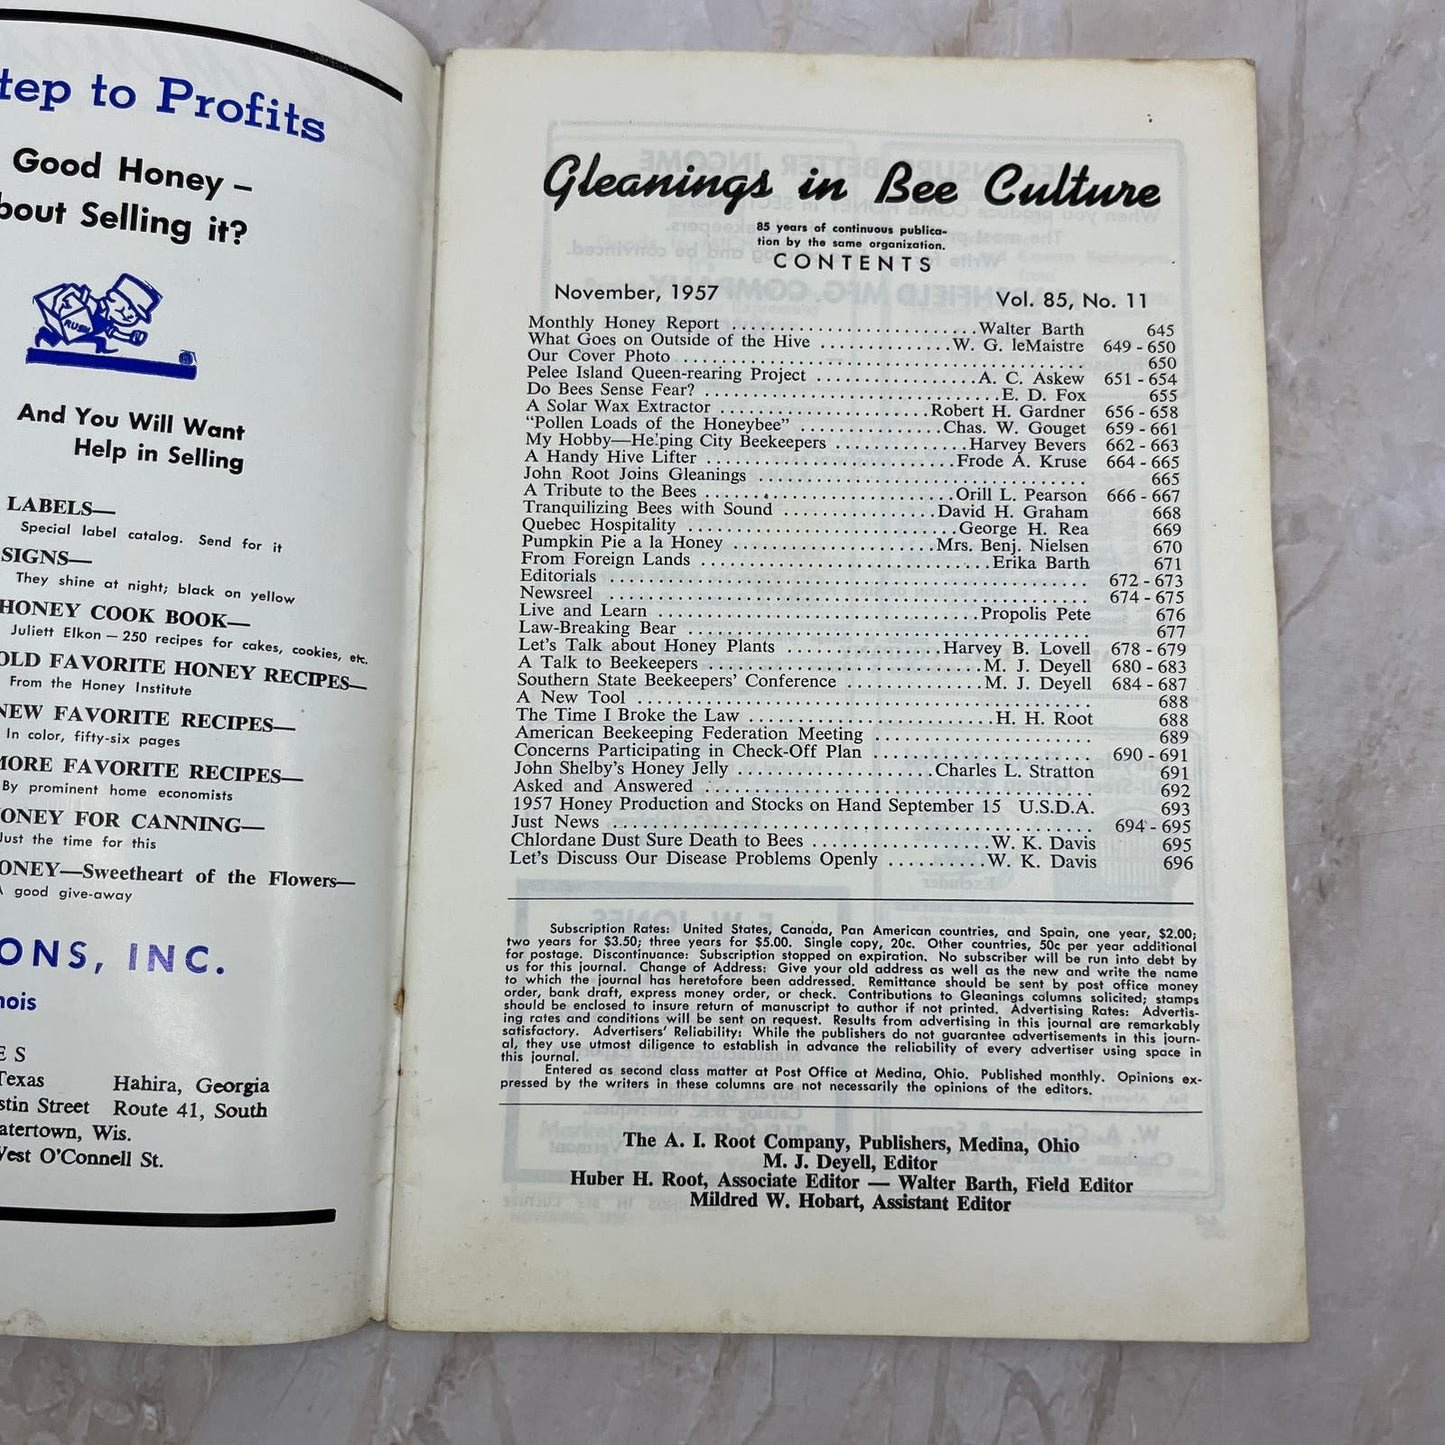 tep to Profits
Good Honey –
bout Selling it?
RUSH
And You Will Want
Help in Selling
LABELS—
Special label catalog. Send for it
SIGNS—
They shine at night; black on yellow
HONEY COOK BOOK—
Juliett Elkon – 250 recipes for cakes, cookies, etc.
OLD FAVORITE HONEY RECIPES—
From the Honey Institute
NEW FAVORITE RECIPES—
In color, fifty-six pages
MORE FAVORITE RECIPES—
By prominent home economists
HONEY FOR CANNING—
Just the time for this
HONEY—Sweetheart of the Flowers—
A good give-away
ONS, INC.
nois
E S
Texas Hahira, Georgia
stin Street Route 41, South
atertown, Wis.
West O'Connell St.
Gleanings in Bee Culture
85 years of continuous publica-
tion by the same organization.
CONTENTS
November, 1957 Vol. 85, No. 11
Monthly Honey Report ........ Walter Barth 645
What Goes on Outside of the Hive ........ W. G. leMaistre 649 - 650
Our Cover Photo ........ 650
Pelee Island Queen-rearing Project ........ A. C. Askew 651 - 654
Do Bees Sense Fear? ........ E. D. Fox 655
A Solar Wax Extractor ........ Robert H. Gardner 656 - 658
"Pollen Loads of the Honeybee" ........ Chas. W. Gouget 659 - 661
My Hobby—Helping City Beekeepers ........ Harvey Bevers 662 - 663
A Handy Hive Lifter ........ Frode A. Kruse 664 - 665
John Root Joins Gleanings ........ 665
A Tribute to the Bees ........ Orill L. Pearson 666 - 667
Tranquilizing Bees with Sound ........ David H. Graham 668
Quebec Hospitality ........ George H. Rea 669
Pumpkin Pie a la Honey ........ Mrs. Benj. Nielsen 670
From Foreign Lands ........ Erika Barth 671
Editorials ........ 672 - 673
Newsreel ........ 674 - 675
Live and Learn ........ Propolis Pete 676
Law-Breaking Bear ........ 677
Let's Talk about Honey Plants ........ Harvey B. Lovell 678 - 679
A Talk to Beekeepers ........ M. J. Deyell 680 - 683
Southern State Beekeepers' Conference ........ M. J. Deyell 684 - 687
A New Tool ........ 688
The Time I Broke the Law ........ H. H. Root 688
American Beekeeping Federation Meeting ........ 689
Concerns Participating in Check-Off Plan ........ 690 - 691
John Shelby's Honey Jelly ........ Charles L. Stratton 691
Asked and Answered ........ 692
1957 Honey Production and Stocks on Hand September 15 U.S.D.A. 693
Just News ........ 694 - 695
Chlordane Dust Sure Death to Bees ........ W. K. Davis 695
Let's Discuss Our Disease Problems Openly ........ W. K. Davis 696
Subscription Rates: United States, Canada, Pan American countries, and Spain, one year, $2.00;
two years for $3.50; three years for $5.00. Single copy, 20c. Other countries, 50c per year additional
for postage. Discontinuance: Subscription stopped on expiration. No subscriber will be run into debt by
us for this journal. Change of Address: Give your old address as well as the new and write the name
to which the journal has heretofore been addressed. Remittance should be sent by post office money
order, bank draft, express money order, or check. Contributions to Gleanings columns solicited; stamps
should be enclosed to insure return of manuscript to author if not printed. Advertising Rates: Advertis-
ing rates and conditions will be sent on request. Results from advertising in this journal are remarkably
satisfactory. Advertisers' Reliability: While the publishers do not guarantee advertisements in this journ-
al, they use utmost diligence to establish in advance the reliability of every advertiser using space in
this journal.
Entered as second class matter at Post Office at Medina, Ohio. Published monthly. Opinions ex-
pressed by the writers in these columns are not necessarily the opinions of the editors.
The A. I. Root Company, Publishers, Medina, Ohio
M. J. Deyell, Editor
Huber H. Root, Associate Editor — Walter Barth, Field Editor
Mildred W. Hobart, Assistant Editor